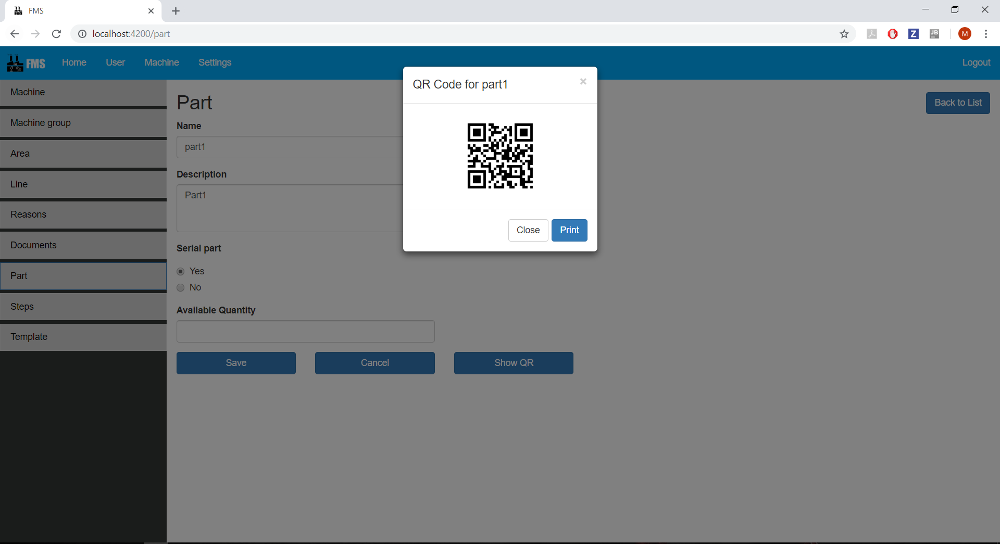 FMS
localhost:4200/part
Z
JB
M
FMS
Home
User
Machine
Settings
Logout
Machine
Machine group
Area
Line
Reasons
Documents
Part
Steps
Template
Part
Back to List
Name
part1
Description
Part1
Serial part
Yes
No
Available Quantity
Save
Cancel
Show QR
QR Code for part1
×
Close
Print